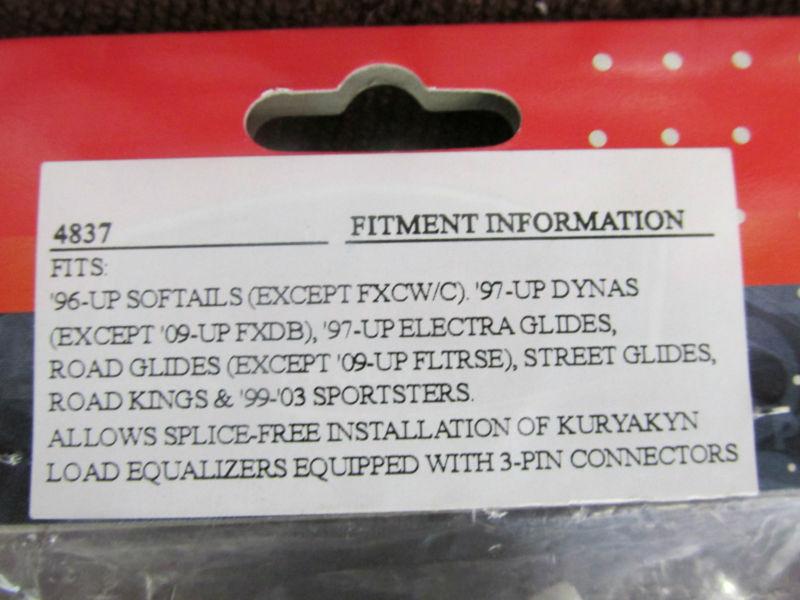 4837 FITMENT INFORMATION
FITS:
'96-UP SOFTAILS (EXCEPT FXCW/C). '97-UP DYNAS
(EXCEPT '09-UP FXDB), '97-UP ELECTRA GLIDES,
ROAD GLIDES (EXCEPT '09-UP FLTRSE), STREET GLIDES,
ROAD KINGS & '99-'03 SPORTSTERS.
ALLOWS SPLICE-FREE INSTALLATION OF KURYAKYN
LOAD EQUALIZERS EQUIPPED WITH 3-PIN CONNECTORS